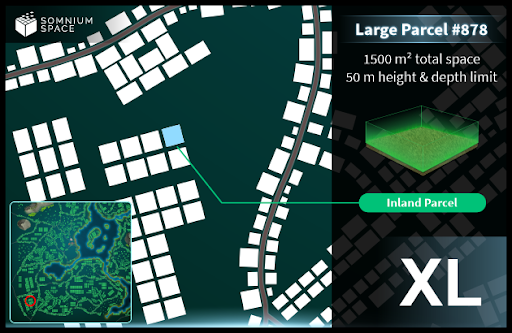 SOMNIUM
SPACE
Large Parcel #878
1500 m² total space
50 m height & depth limit
Inland Parcel
XL